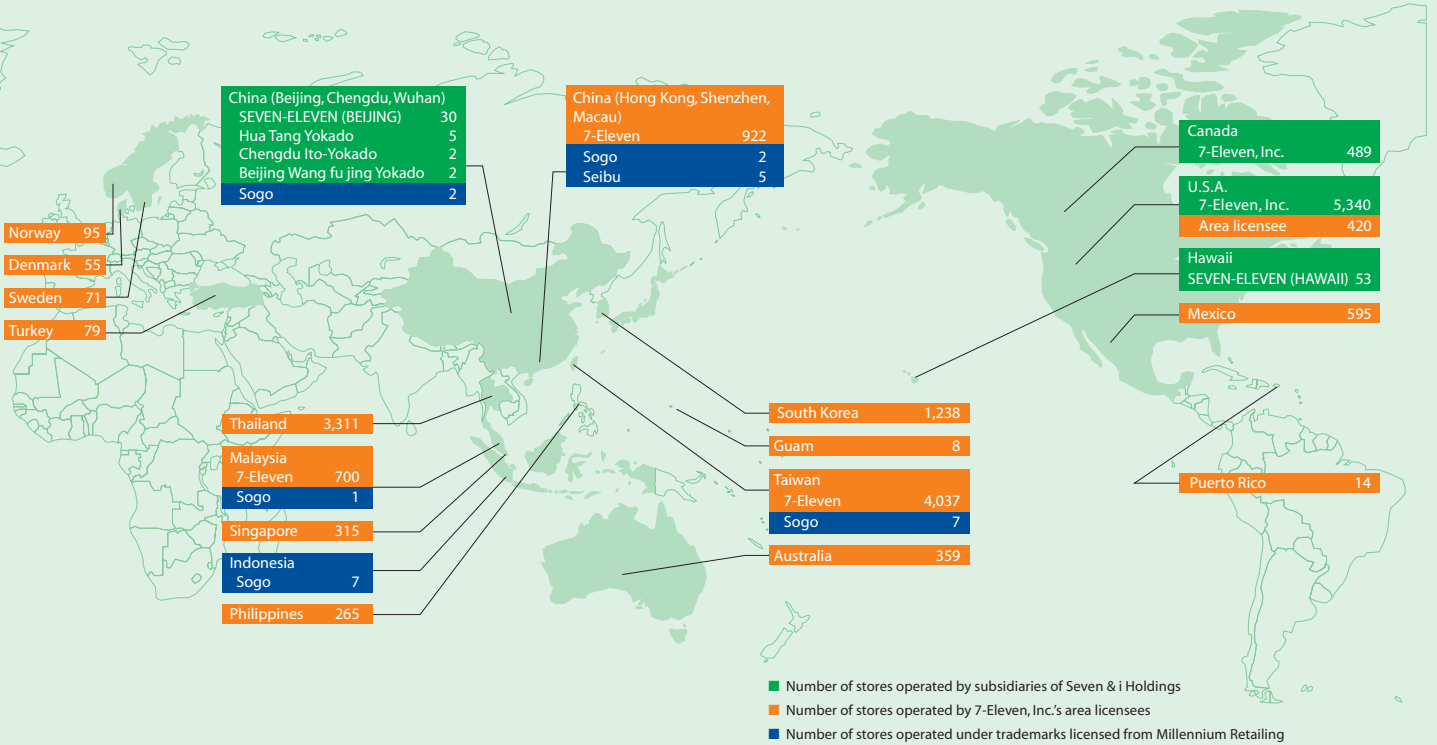 China (Beijing, Chengdu, Wuhan)
SEVEN-ELEVEN (BEIJING) 30
Hua Tang Yokado 5
Chengdu Ito-Yokado 2
Beijing Wang fu jing Yokado 2
Sogo 2
China (Hong Kong, Shenzhen,
Macau)
7-Eleven 922
Sogo 2
Seibu 5
Canada
7-Eleven, Inc. 489
U.S.A.
7-Eleven, Inc. 5,340
Area licensee 420
Hawaii
SEVEN-ELEVEN (HAWAII) 53
Mexico 595
Norway 95
Denmark 55
Sweden 71
Turkey 79
Thailand 3,311
Malaysia
7-Eleven 700
Sogo 1
Singapore 315
Indonesia
Sogo 7
Philippines 265
South Korea 1,238
Guam 8
Taiwan
7-Eleven 4,037
Sogo 7
Australia 359
Puerto Rico 14
Number of stores operated by subsidiaries of Seven & i Holdings
Number of stores operated by 7-Eleven, Inc.'s area licensees
Number of stores operated under trademarks licensed from Millennium Retailing